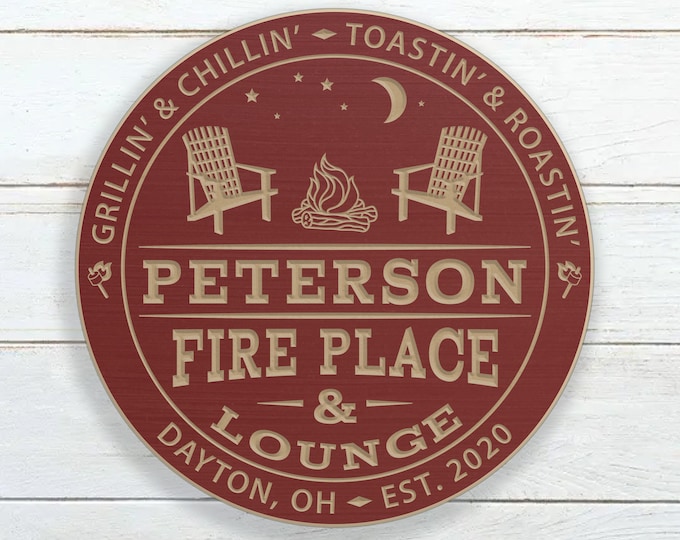 GRILLIN' & CHILLIN' ♦ TOASTIN' & ROASTIN'
PETERSON
FIRE PLACE
&
LOUNGE
DAYTON, OH ♦ EST. 2020